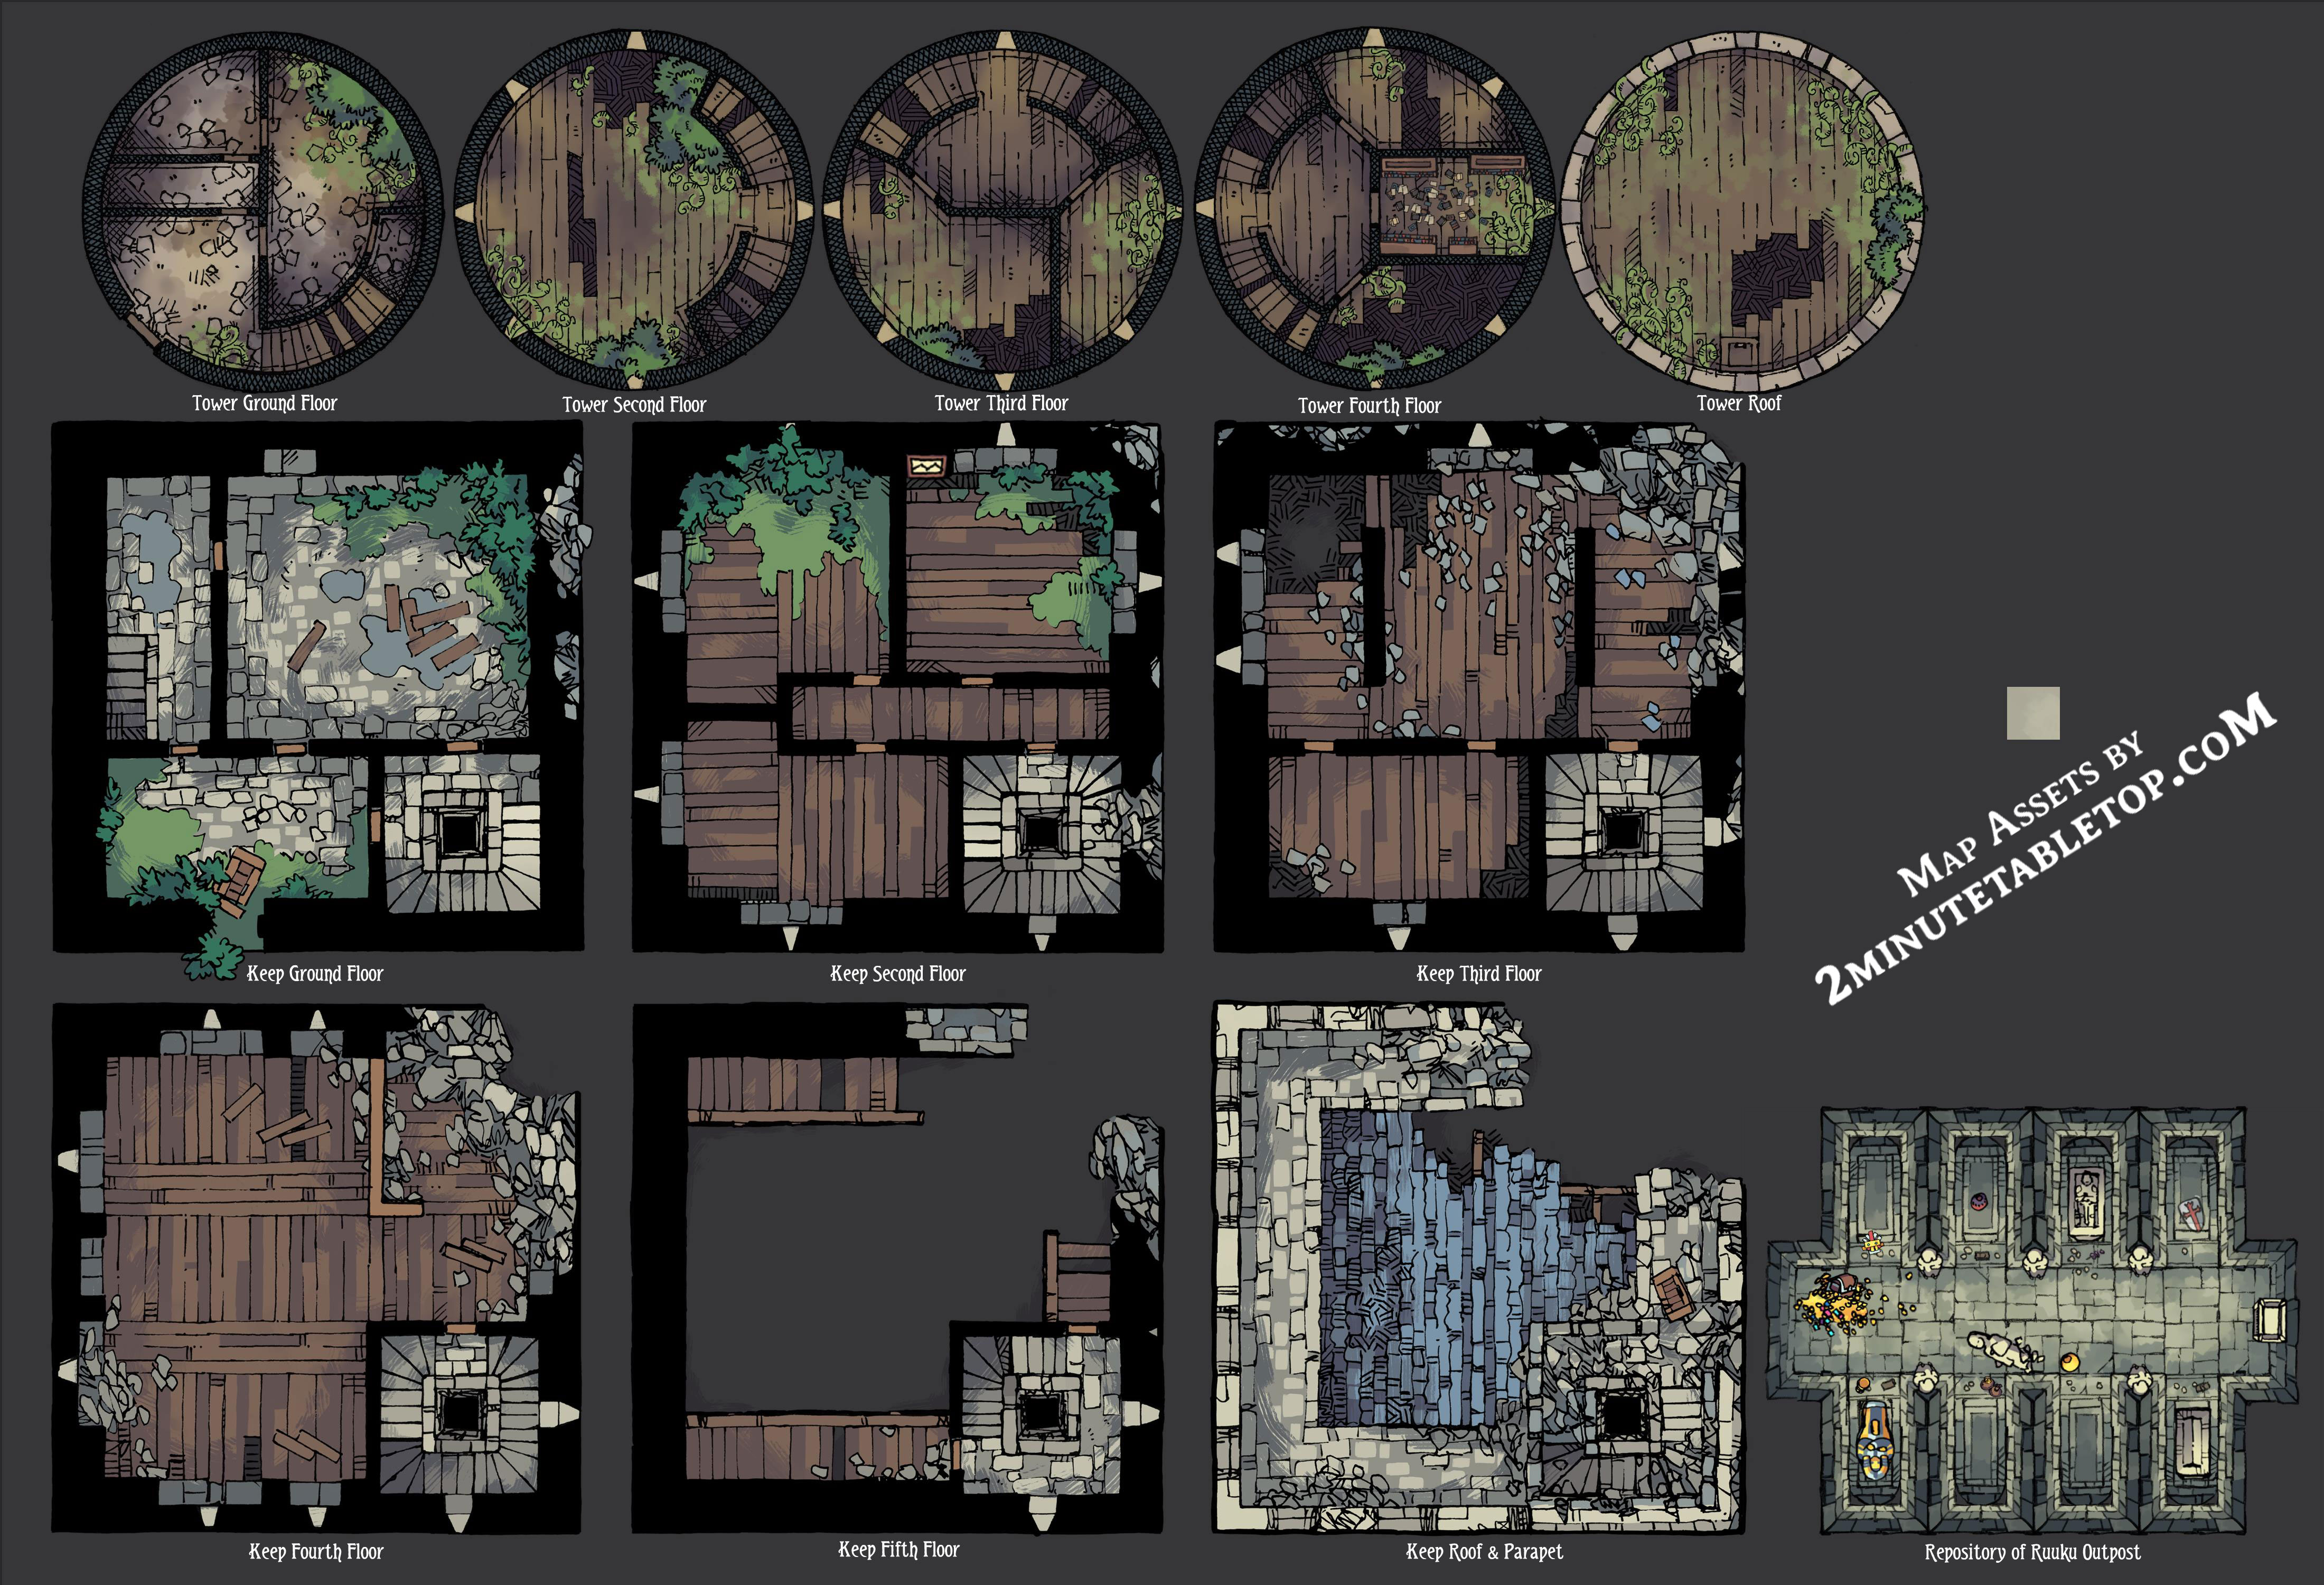 Tower Ground Floor
Tower Second Floor
Tower Third Floor
Tower Fourth Floor
Tower Roof
Keep Ground Floor
Keep Second Floor
Keep Third Floor
Map Assets by
2minutetabletop.com
Keep Fourth Floor
Keep Fifth Floor
Keep Roof & Parapet
Repository of Ruuku Outpost